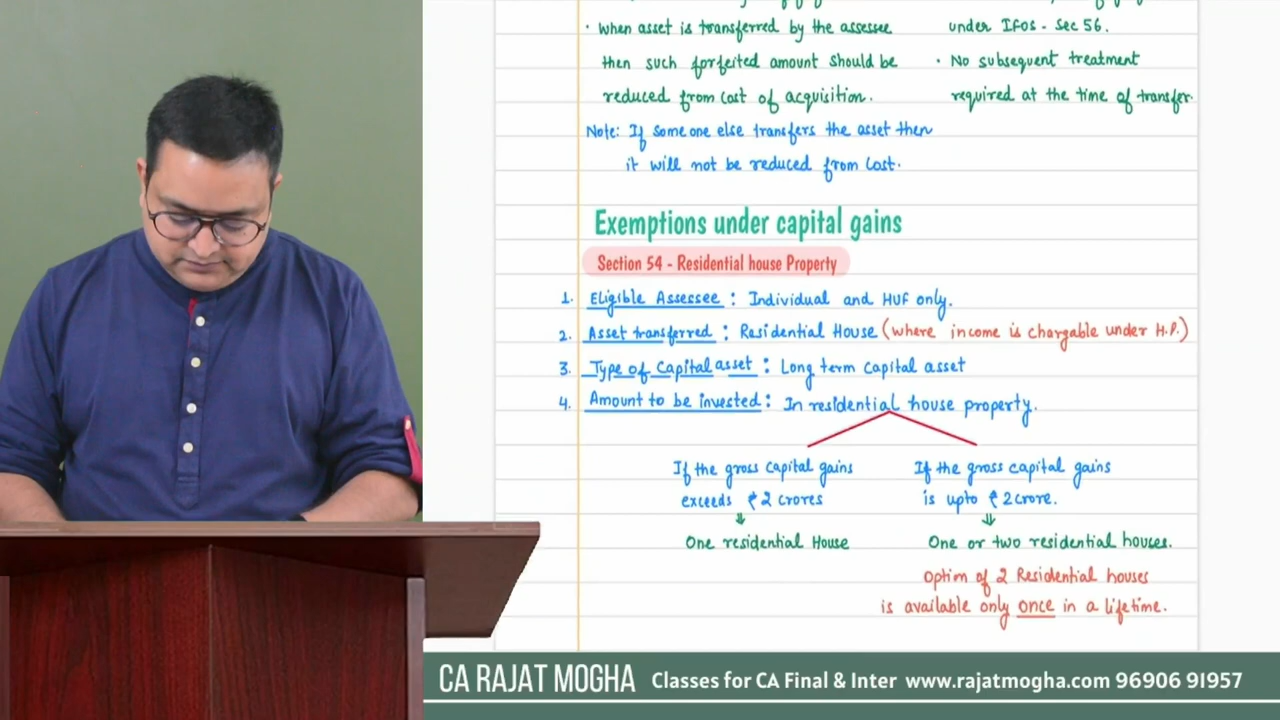 · when asset is transferred by the assessee
then such forfeited amount should be
reduced from cost of acquisition.
under IFOS - Sec 56.
· No subsequent treatment
required at the time of transfer.
Note: If someone else transfers the asset then
it will not be reduced from cost.
Exemptions under capital gains
Section 54 - Residential house Property
1. Eligible Assessee : Individual and HUF only.
2. Asset transferred : Residential House (where income is chargable under H.P.)
3. Type of Capital asset : Long term capital asset
4. Amount to be invested : In residential house property.
If the gross capital gains
exceeds ₹2 crores
One residential House
If the gross capital gains
is upto ₹2crore.
One or two residential houses.
Option of 2 Residential houses
is available only once in a lifetime.
CA RAJAT MOGHA Classes for CA Final & Inter www.rajatmogha.com 96906 91957